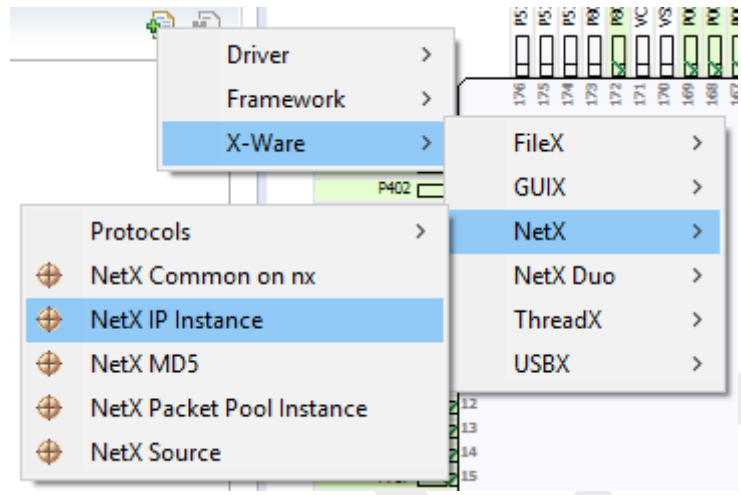 Driver
Framework
X-Ware
176
175
174
173
172
171
170
169
168
FileX
GUIX
NetX
NetX Duo
ThreadX
USBX
P402
Protocols
NetX Common on nx
NetX IP Instance
NetX MD5
NetX Packet Pool Instance
NetX Source
12
13
14
15